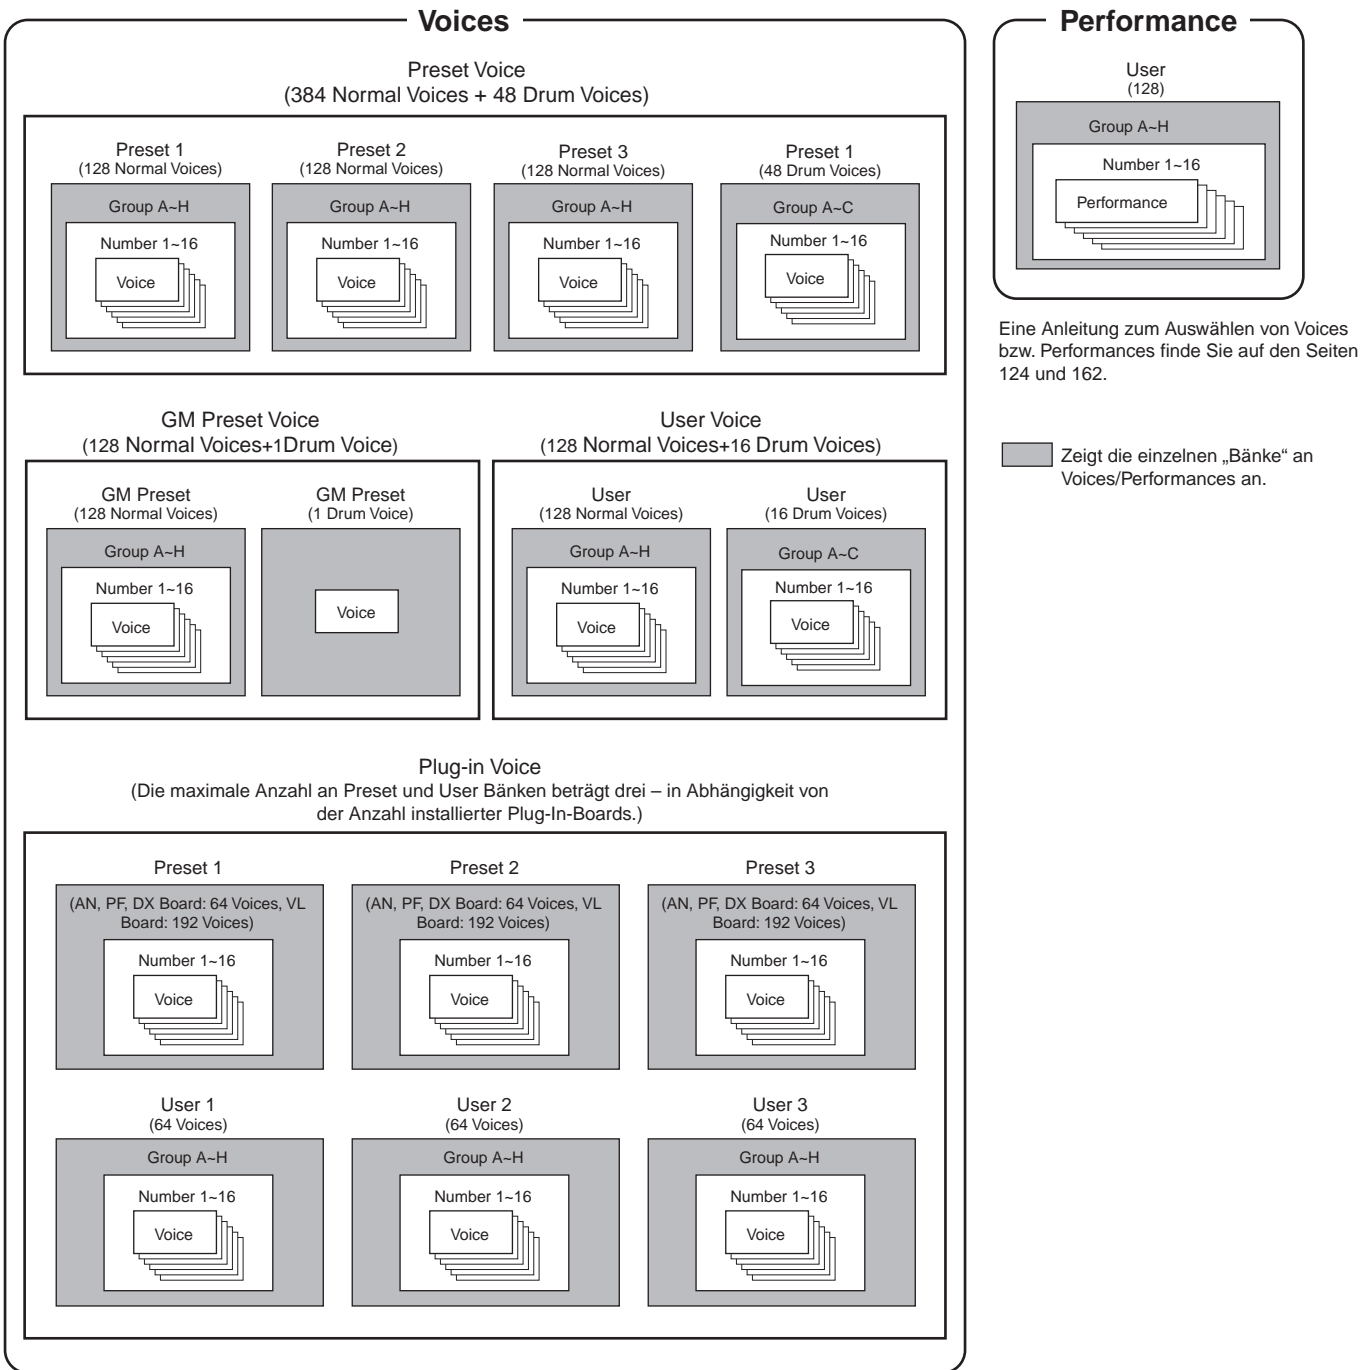 Voices
Preset Voice
(384 Normal Voices + 48 Drum Voices)
Preset 1
(128 Normal Voices)
Group A~H
Number 1~16
Voice
Preset 2
(128 Normal Voices)
Group A~H
Number 1~16
Voice
Preset 3
(128 Normal Voices)
Group A~H
Number 1~16
Voice
Preset 1
(48 Drum Voices)
Group A~C
Number 1~16
Voice
GM Preset Voice
(128 Normal Voices+1Drum Voice)
GM Preset
(128 Normal Voices)
Group A~H
Number 1~16
Voice
GM Preset
(1 Drum Voice)
Voice
User Voice
(128 Normal Voices+16 Drum Voices)
User
(128 Normal Voices)
Group A~H
Number 1~16
Voice
User
(16 Drum Voices)
Group A~C
Number 1~16
Voice
Plug-in Voice
(Die maximale Anzahl an Preset und User Bänken beträgt drei – in Abhängigkeit von
der Anzahl installierter Plug-In-Boards.)
Preset 1
(AN, PF, DX Board: 64 Voices, VL
Board: 192 Voices)
Number 1~16
Voice
Preset 2
(AN, PF, DX Board: 64 Voices, VL
Board: 192 Voices)
Number 1~16
Voice
Preset 3
(AN, PF, DX Board: 64 Voices, VL
Board: 192 Voices)
Number 1~16
Voice
User 1
(64 Voices)
Group A~H
Number 1~16
Voice
User 2
(64 Voices)
Group A~H
Number 1~16
Voice
User 3
(64 Voices)
Group A~H
Number 1~16
Voice
Performance
User
(128)
Group A~H
Number 1~16
Performance
Eine Anleitung zum Auswählen von Voices
bzw. Performances finde Sie auf den Seiten
124 und 162.
Zeigt die einzelnen „Bänke“ an
Voices/Performances an.